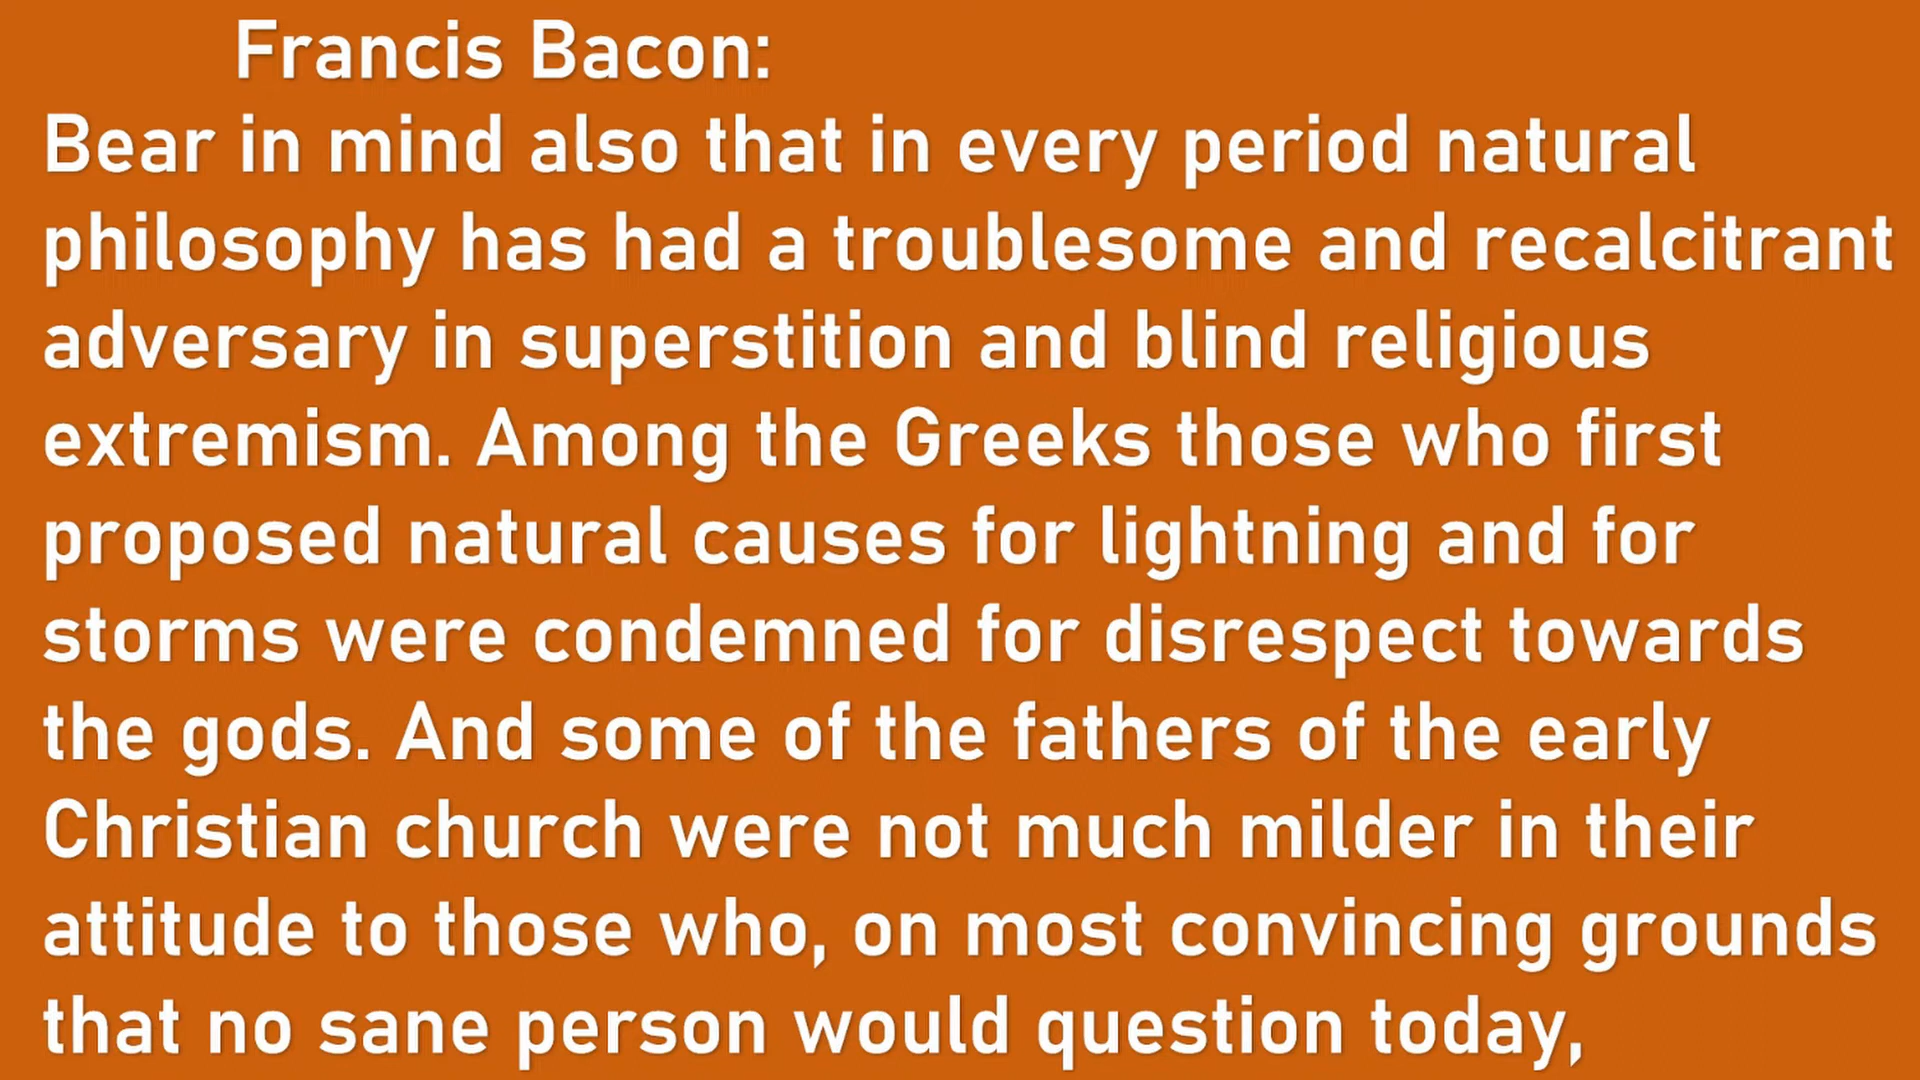 Francis Bacon:
Bear in mind also that in every period natural
philosophy has had a troublesome and recalcitrant
adversary in superstition and blind religious
extremism. Among the Greeks those who first
proposed natural causes for lightning and for
storms were condemned for disrespect towards
the gods. And some of the fathers of the early
Christian church were not much milder in their
attitude to those who, on most convincing grounds
that no sane person would question today,